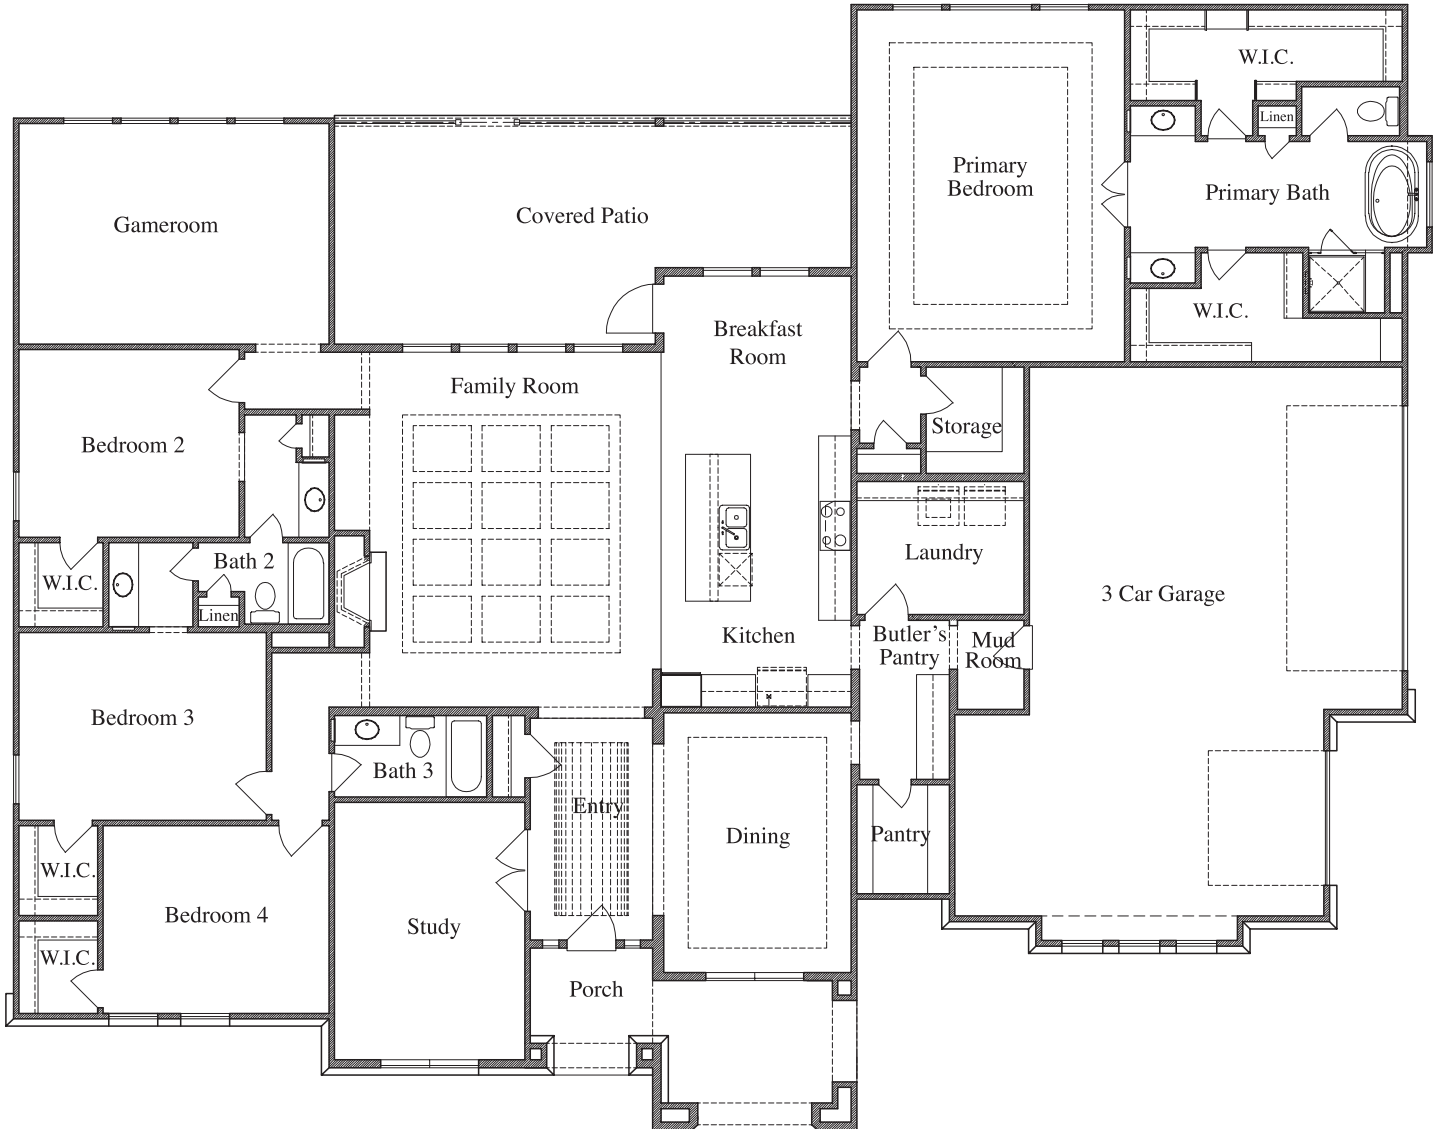 W.I.C.
Linen
Primary
Bedroom
Primary Bath
Gameroom
Covered Patio
W.I.C.
Breakfast
Room
Family Room
Bedroom 2
Storage
Laundry
Bath 2
W.I.C.
Linen
3 Car Garage
Kitchen
Butler's
Pantry
Mud
Room
Bedroom 3
Bath 3
Entry
Dining
Pantry
W.I.C.
Bedroom 4
Study
W.I.C.
Porch